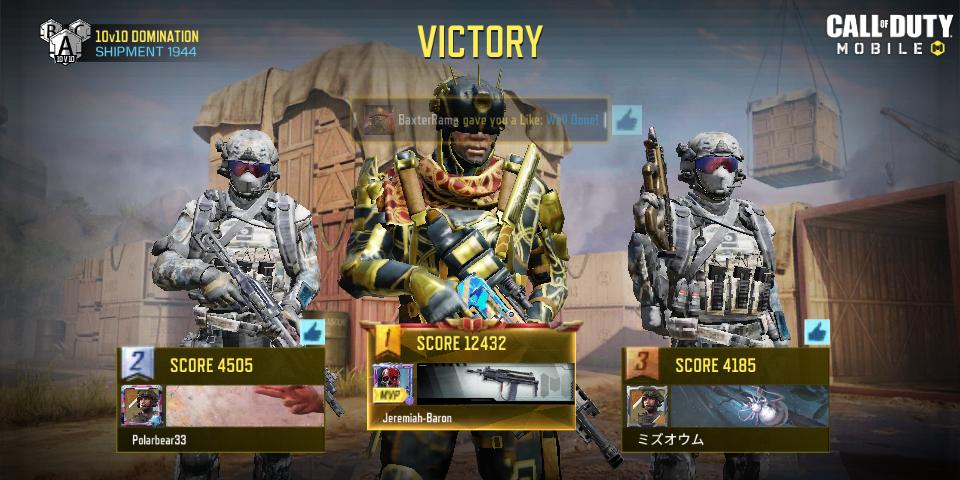 B C
A
10V10
10v10 DOMINATION
SHIPMENT 1944
VICTORY
CALL OF DUTY
MOBILE
BaxterRama gave you a Like: Well Done!
2 SCORE 4505
Polarbear33
1 SCORE 12432
MVP
Jeremiah-Baron
3 SCORE 4185
ミズオウム